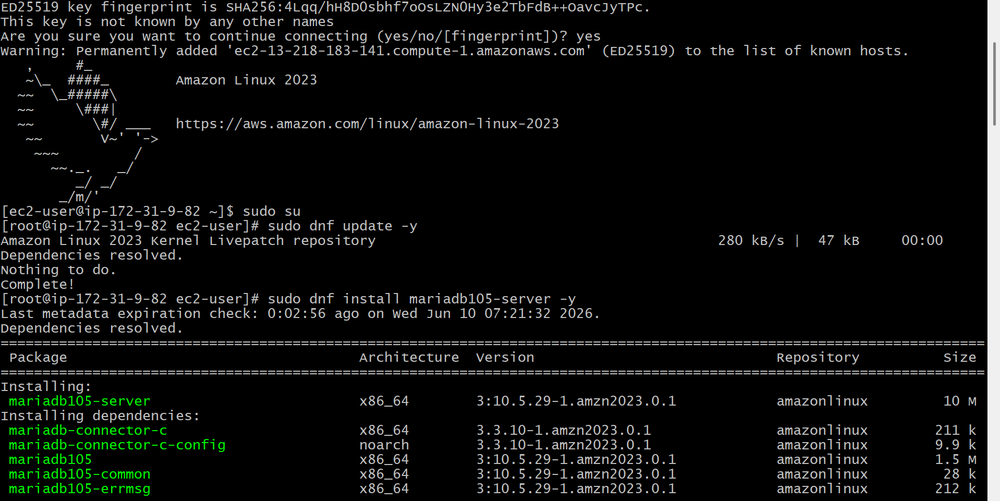 ED25519 key fingerprint is SHA256:4Lqq/hH8D0sbhf7oOsLZN0Hy3e2TbFdB++OavcJyTPc.
This key is not known by any other names
Are you sure you want to continue connecting (yes/no/[fingerprint])? yes
Warning: Permanently added 'ec2-13-218-183-141.compute-1.amazonaws.com' (ED25519) to the list of known hosts.
   ,     #_
   ~\_  ####_        Amazon Linux 2023
  ~~  \_#####\
  ~~     \###|
  ~~       \#/ ___   https://aws.amazon.com/linux/amazon-linux-2023
   ~~       V~' '->
    ~~~         /
      ~~._.   _/
         _/ _/
       _/m/'
[ec2-user@ip-172-31-9-82 ~]$ sudo su
[root@ip-172-31-9-82 ec2-user]# sudo dnf update -y
Amazon Linux 2023 Kernel Livepatch repository                                         280 kB/s |  47 kB     00:00
Dependencies resolved.
Nothing to do.
Complete!
[root@ip-172-31-9-82 ec2-user]# sudo dnf install mariadb105-server -y
Last metadata expiration check: 0:02:56 ago on Wed Jun 10 07:21:32 2026.
Dependencies resolved.
======================================================================================================================
 Package                                   Architecture  Version                             Repository          Size
======================================================================================================================
Installing:
 mariadb105-server                         x86_64        3:10.5.29-1.amzn2023.0.1            amazonlinux         10 M
Installing dependencies:
 mariadb-connector-c                       x86_64        3.3.10-1.amzn2023.0.1               amazonlinux        211 k
 mariadb-connector-c-config                noarch        3.3.10-1.amzn2023.0.1               amazonlinux        9.9 k
 mariadb105                                x86_64        3:10.5.29-1.amzn2023.0.1            amazonlinux        1.5 M
 mariadb105-common                         x86_64        3:10.5.29-1.amzn2023.0.1            amazonlinux         28 k
 mariadb105-errmsg                         x86_64        3:10.5.29-1.amzn2023.0.1            amazonlinux        212 k